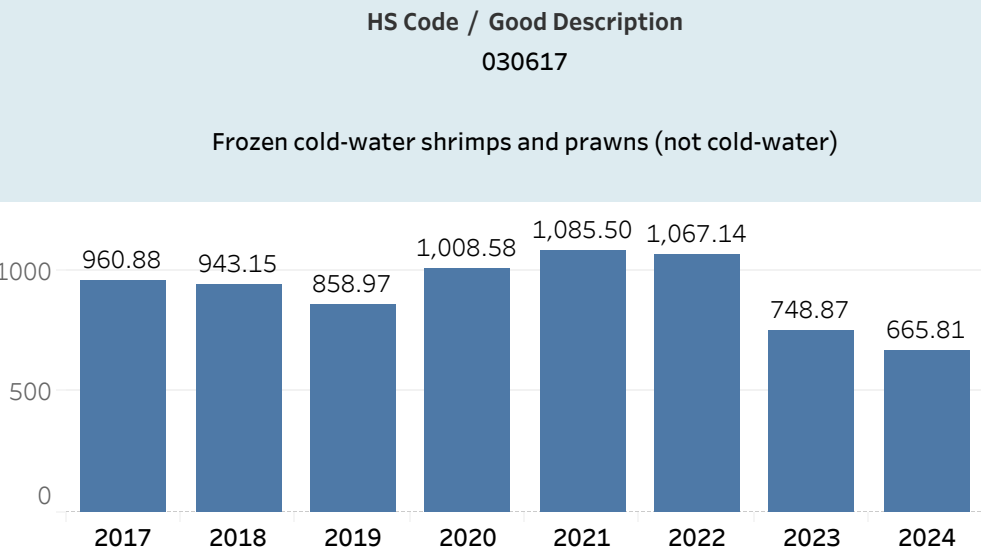 HS Code / Good Description
030617
Frozen cold-water shrimps and prawns (not cold-water)
960.88 943.15 858.97 1,008.58 1,085.50 1,067.14 748.87 665.81
1000
500
0
2017 2018 2019 2020 2021 2022 2023 2024